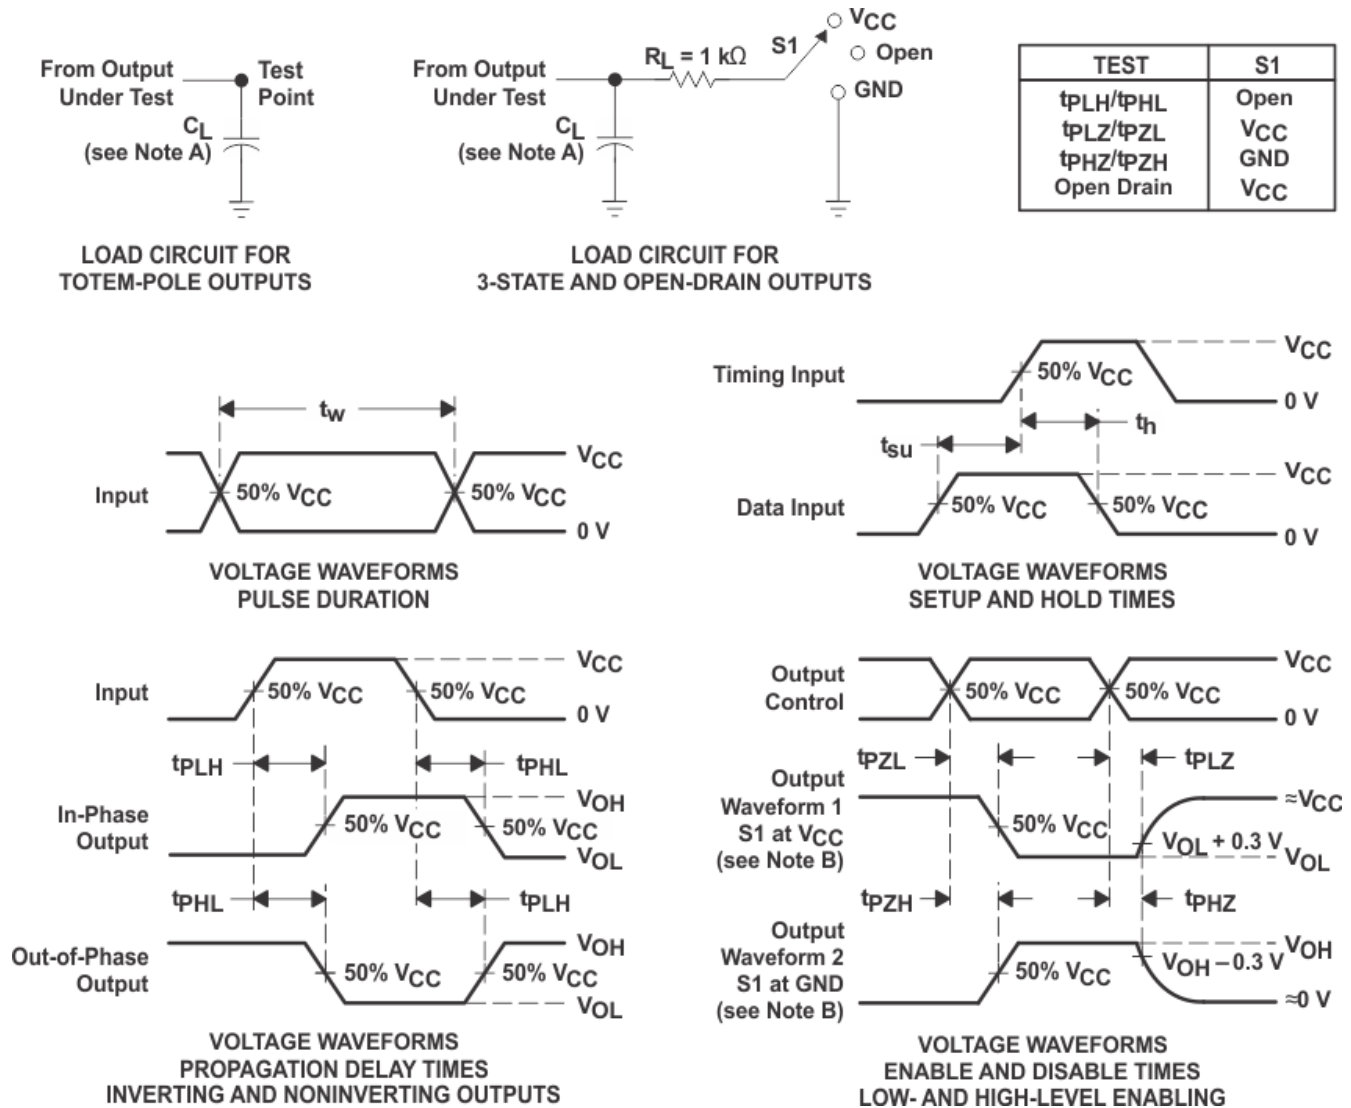 From Output
Under Test
Test
Point
CL
(see Note A)
LOAD CIRCUIT FOR
TOTEM-POLE OUTPUTS
From Output
Under Test
RL = 1 kΩ
S1
VCC
Open
GND
CL
(see Note A)
LOAD CIRCUIT FOR
3-STATE AND OPEN-DRAIN OUTPUTS
TEST S1
tPLH/tPHL Open
tPLZ/tPZL VCC
tPHZ/tPZH GND
Open Drain VCC
tw
Input
50% VCC
50% VCC
VCC
0 V
VOLTAGE WAVEFORMS
PULSE DURATION
Timing Input
50% VCC
VCC
0 V
tsu
th
Data Input
50% VCC
50% VCC
VCC
0 V
VOLTAGE WAVEFORMS
SETUP AND HOLD TIMES
Input
50% VCC
50% VCC
VCC
0 V
tPLH
tPHL
In-Phase
Output
50% VCC
50% VCC
VOH
VOL
tPHL
tPLH
Out-of-Phase
Output
50% VCC
50% VCC
VOH
VOL
VOLTAGE WAVEFORMS
PROPAGATION DELAY TIMES
INVERTING AND NONINVERTING OUTPUTS
Output
Control
50% VCC
50% VCC
VCC
0 V
tPZL
tPLZ
Output
Waveform 1
S1 at VCC
(see Note B)
50% VCC
VOL + 0.3 V
≈VCC
VOL
tPZH
tPHZ
Output
Waveform 2
S1 at GND
(see Note B)
50% VCC
VOH − 0.3 V
VOH
≈0 V
VOLTAGE WAVEFORMS
ENABLE AND DISABLE TIMES
LOW- AND HIGH-LEVEL ENABLING